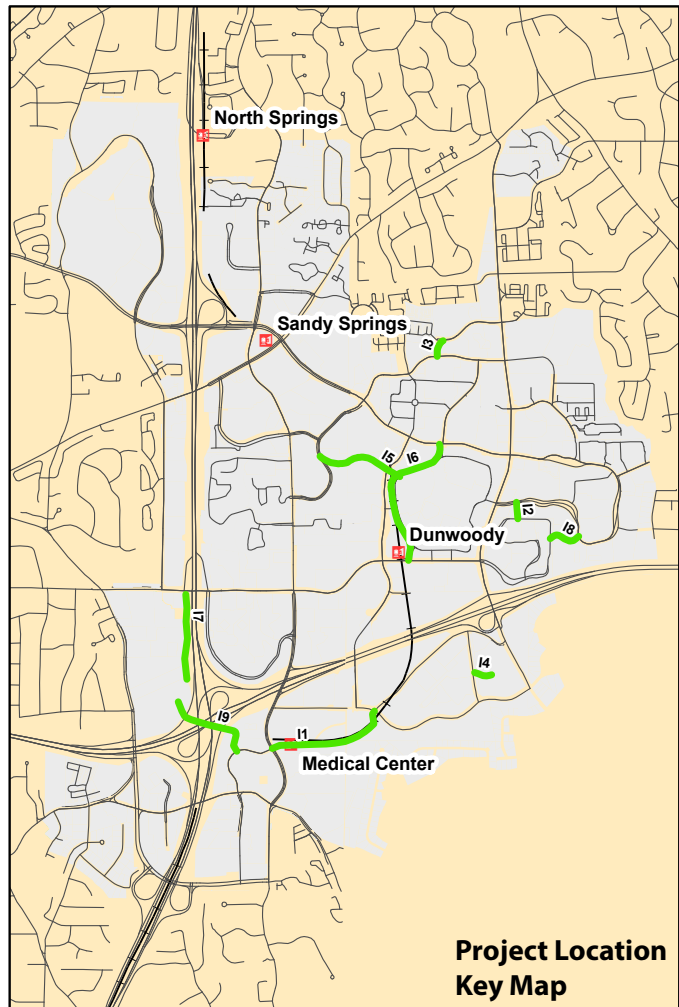 North Springs
Sandy Springs
I3
I5
I6
I2
Dunwoody
I8
I7
I4
I9
I1
Medical Center
Project Location
Key Map